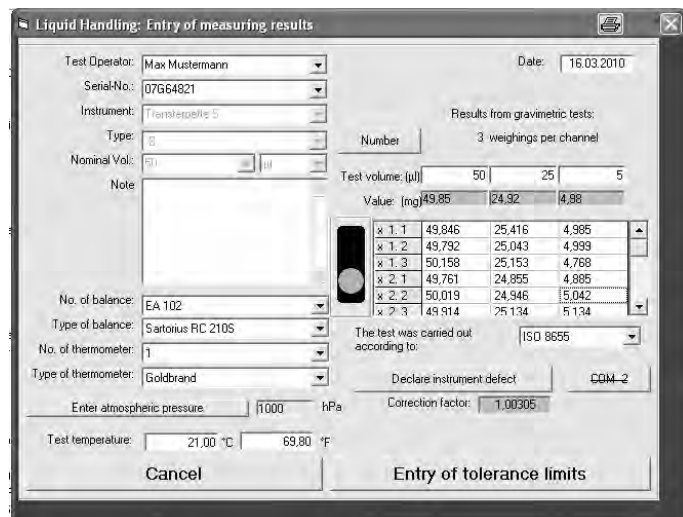 Liquid Handling: Entry of measuring results
Test Operator: Max Mustermann
Date: 16.03.2010
Serial-No.: 07G64821
Instrument: Transferpette S
Results from gravimetric tests:
Type: 8
Number
3 weighings per channel
Nominal Vol.: 50 µl
Test volume: (µl) 50 25 5
Note
Value: (mg) 49,85 24,92 4,98
x 1. 1 49,846 25,416 4,985
x 1. 2 49,792 25,043 4,999
x 1. 3 50,158 25,153 4,768
x 2. 1 49,761 24,855 4,885
x 2. 2 50,019 24,946 5,042
x 2. 3 49,914 25,134 5,134
No. of balance: EA 102
Type of balance: Sartorius RC 210S
The test was carried out
according to:
ISO 8655
No. of thermometer: 1
Type of thermometer: Goldbrand
Declare instrument defect
COM-2
Enter atmospheric pressure 1000 hPa
Correction factor: 1,00305
Test temperature: 21,00 °C 69,80 °F
Cancel
Entry of tolerance limits